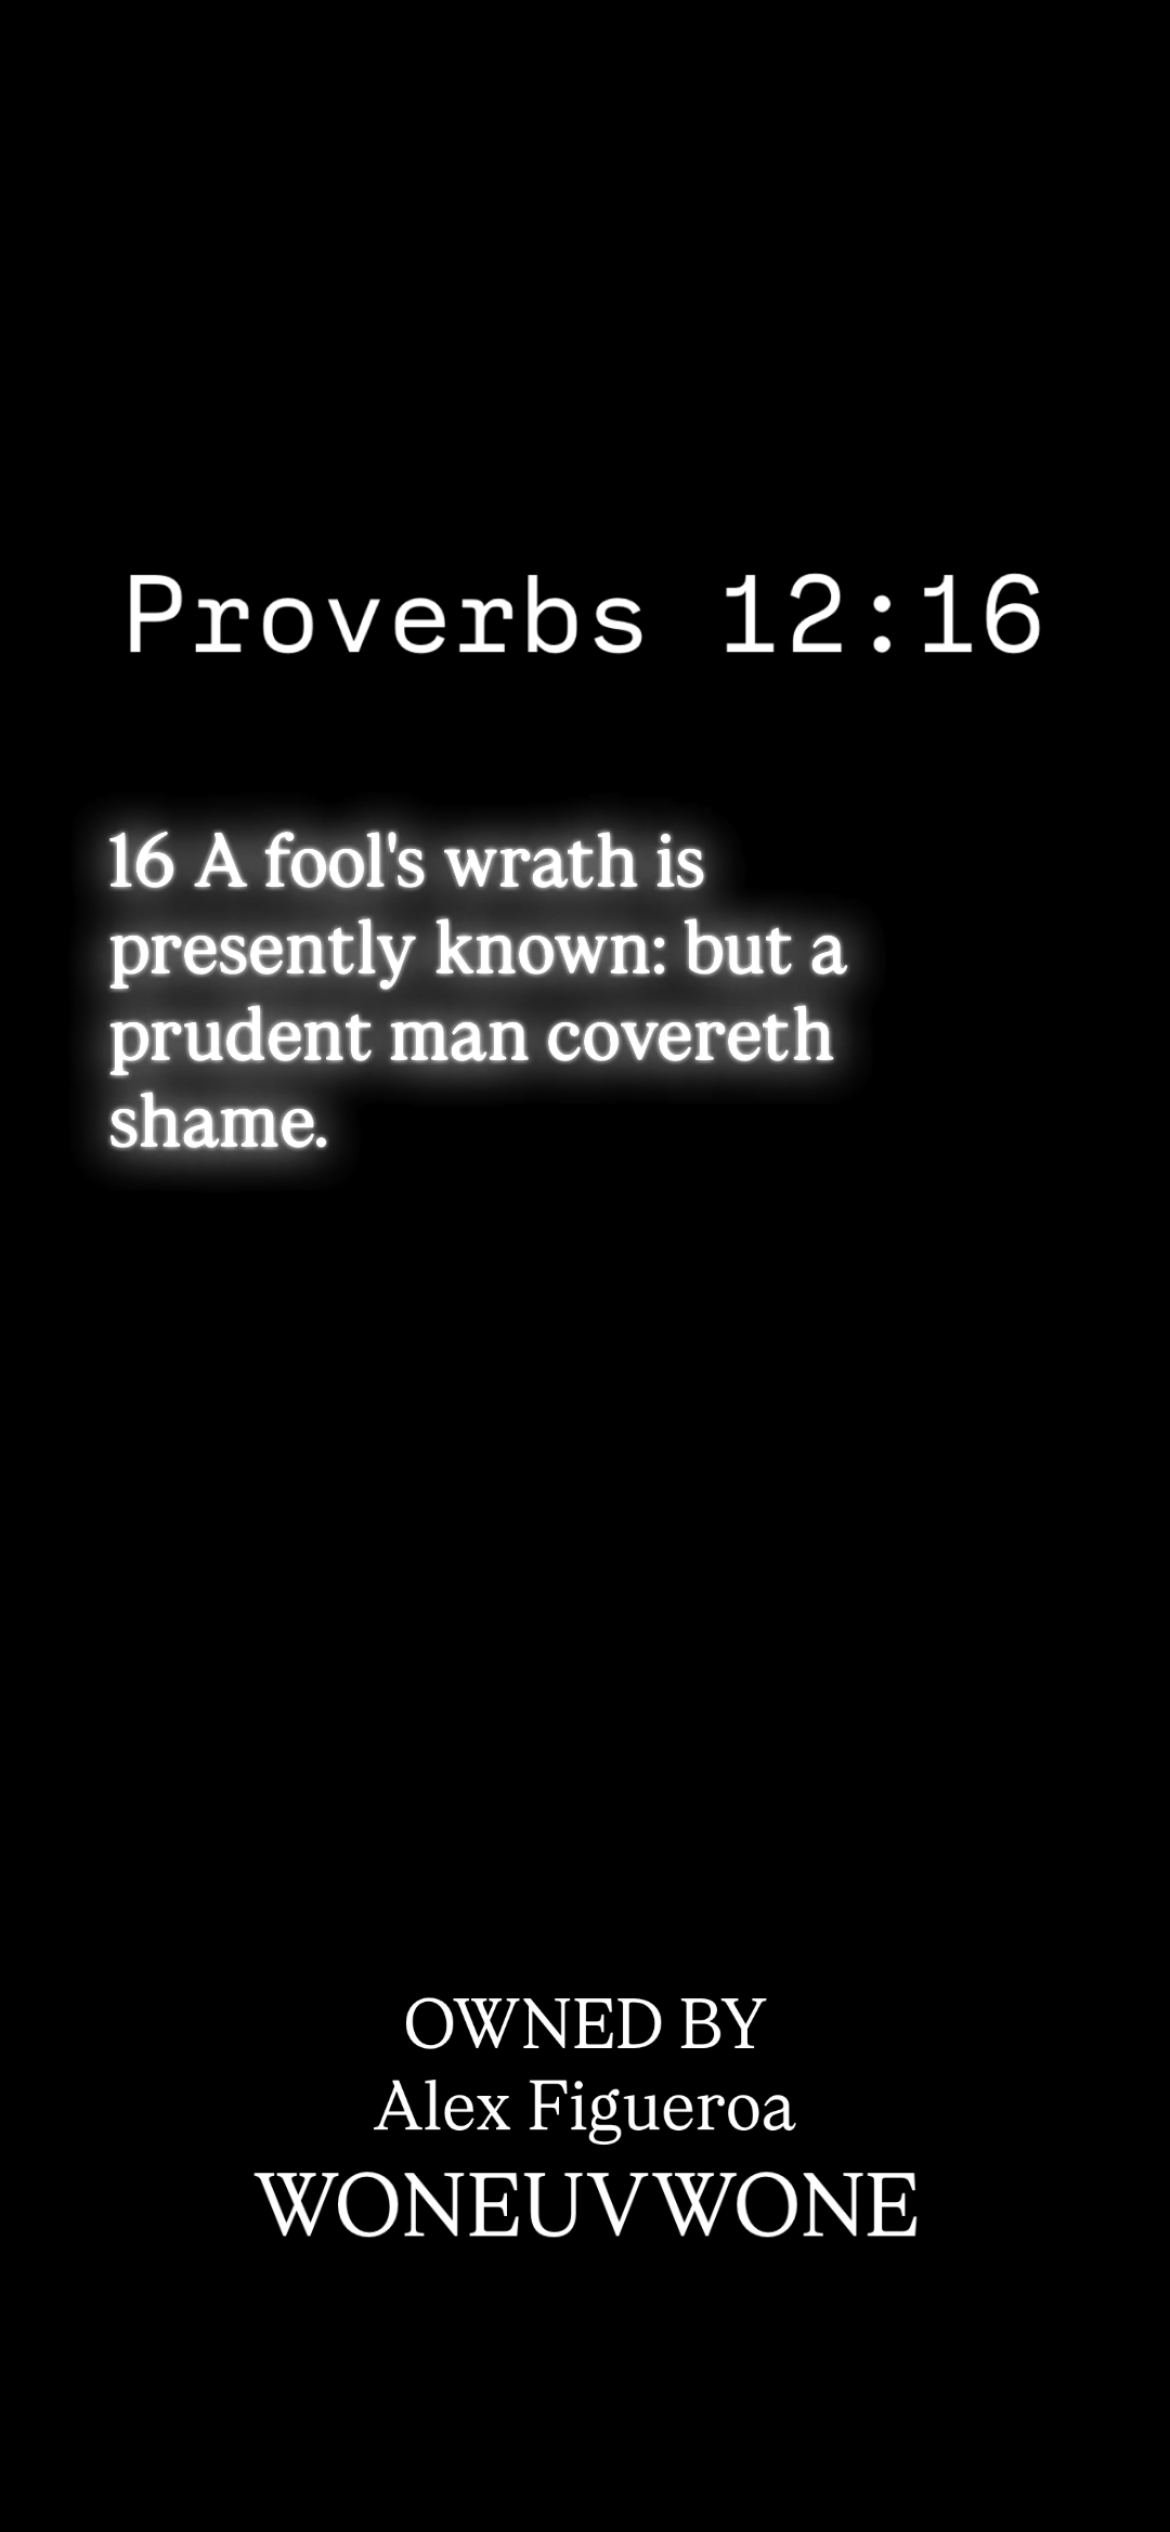 Proverbs 12:16
16 A fool's wrath is
presently known: but a
prudent man covereth
shame.
OWNED BY
Alex Figueroa
WONEUVWONE